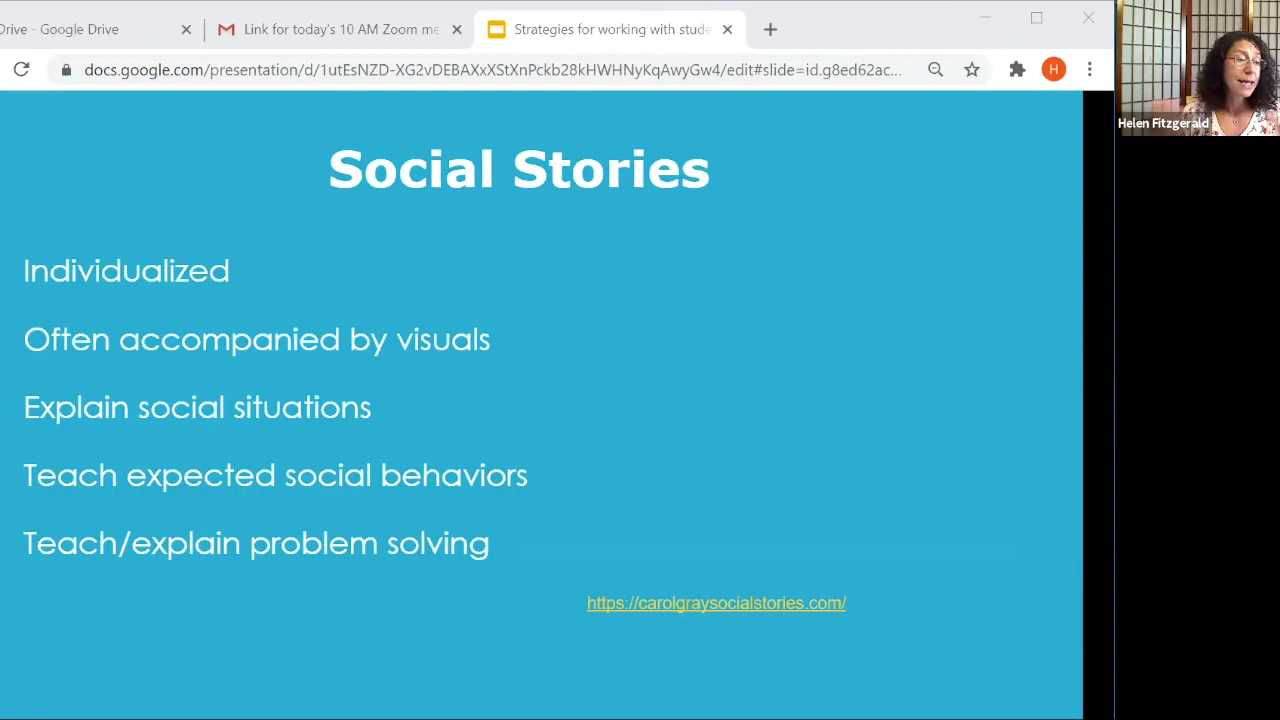 Drive - Google Drive
Link for today's 10 AM Zoom me
Strategies for working with stude
docs.google.com/presentation/d/1utEeNZD-XG2vDEBAXxXStXnPckb28kHWHNyKqAwyGw4/edit#slide=id.g8ed62ac...
H
Helen Fitzgerald
Social Stories
Individualized
Often accompanied by visuals
Explain social situations
Teach expected social behaviors
Teach/explain problem solving
https://carolgraysocialstories.com/